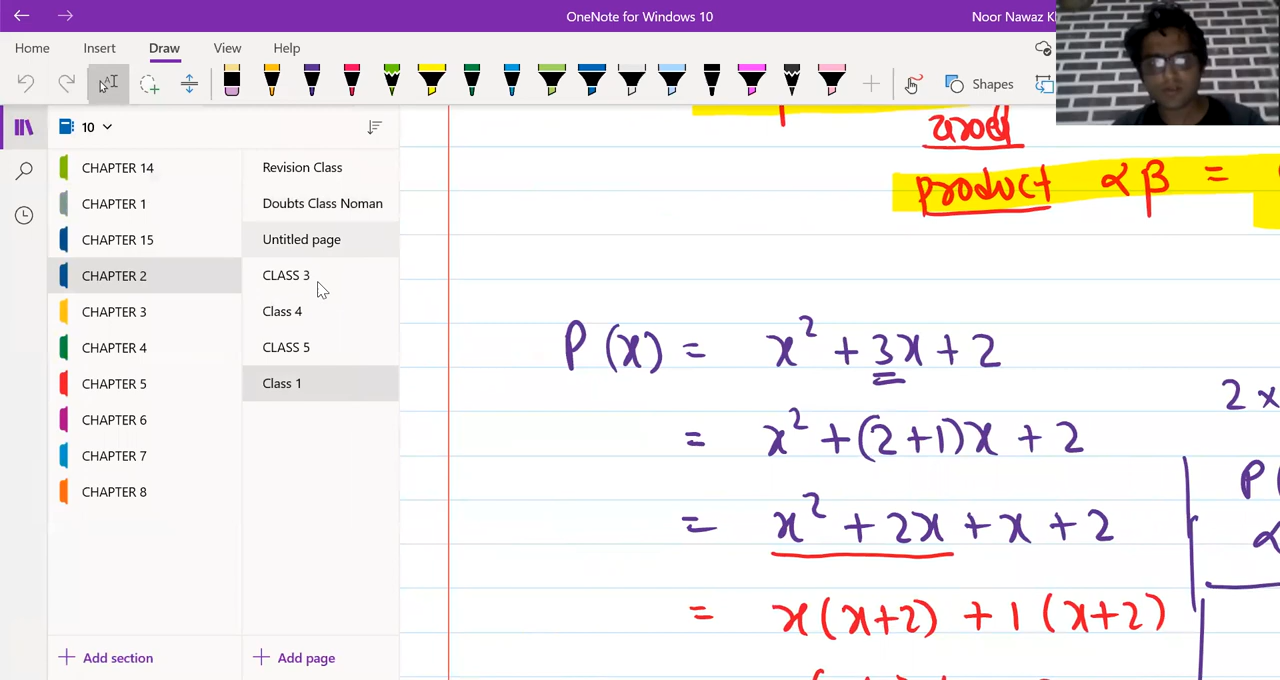 OneNote for Windows 10
Noor Nawaz
Home Insert Draw View Help
Shapes
10
CHAPTER 14
CHAPTER 1
CHAPTER 15
CHAPTER 2
CHAPTER 3
CHAPTER 4
CHAPTER 5
CHAPTER 6
CHAPTER 7
CHAPTER 8
Add section
Revision Class
Doubts Class Noman
Untitled page
CLASS 3
Class 4
CLASS 5
Class 1
Add page
product αβ =
P(x) = x² + 3x + 2
= x² + (2+1)x + 2
= x² + 2x + x + 2
= x(x+2) + 1(x+2)
2 x
P(
α